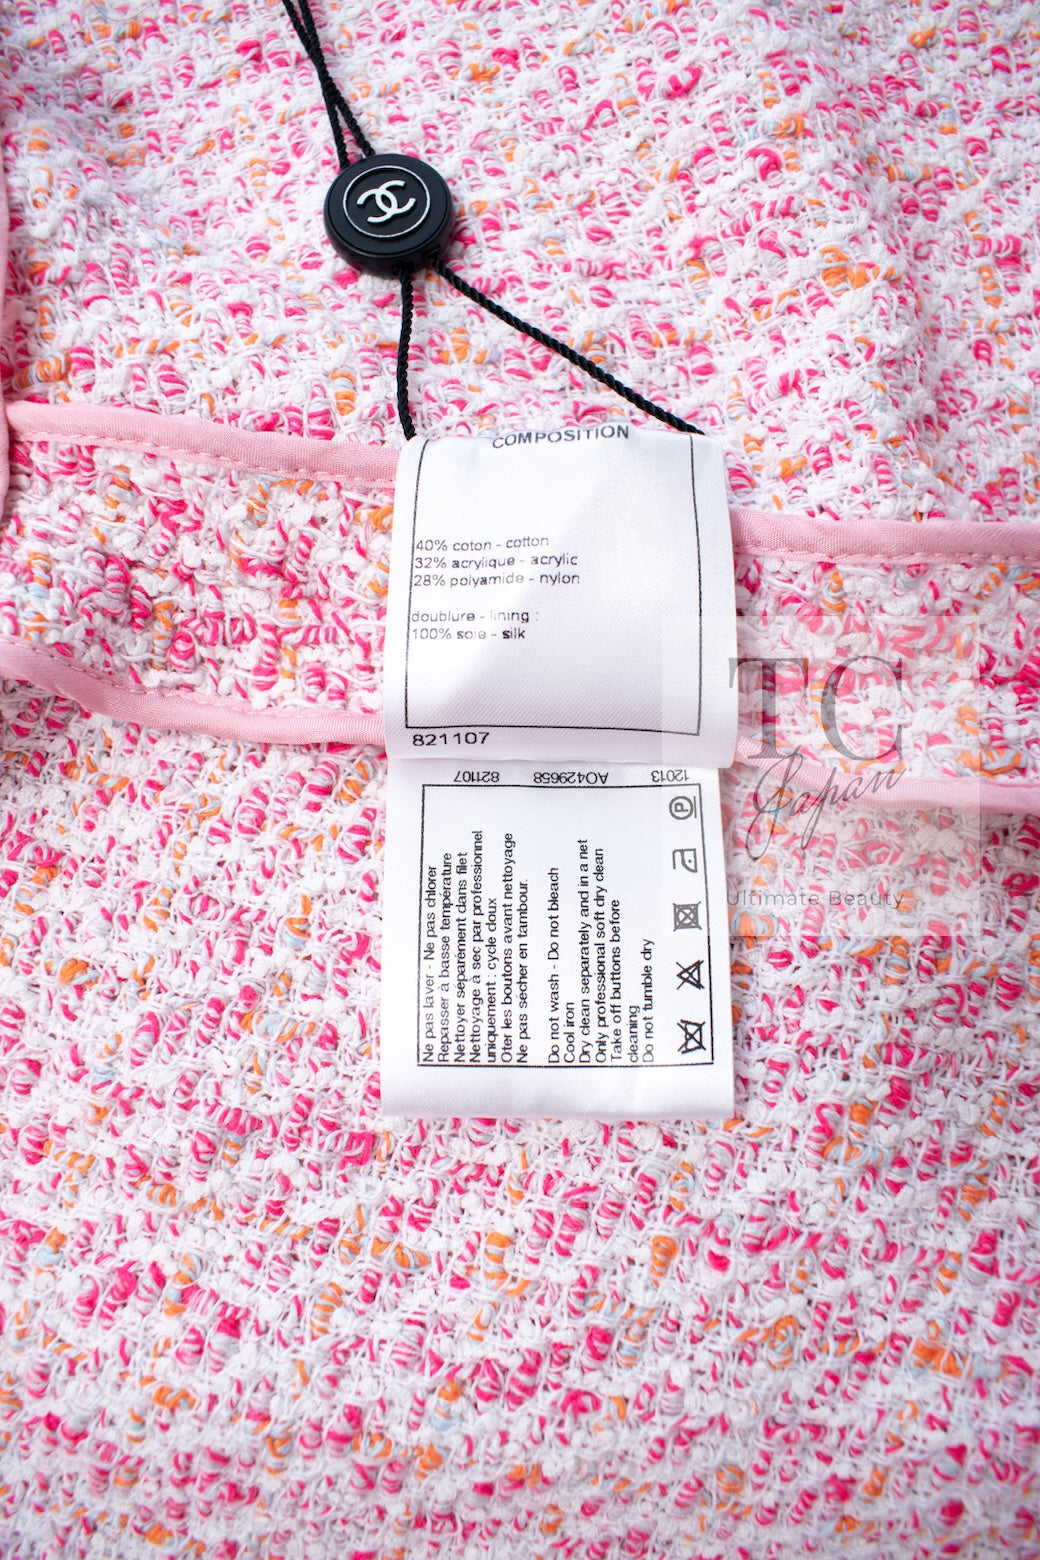 COMPOSITION
40% coton - cotton
32% acrylique - acrylic
28% polyamide - nylon
doublure - lining :
100% soie - silk
821107
12013 AO429658 821107
Ne pas laver - Ne pas chlorer
Repasser à basse température
Nettoyer separément dans filet
Nettoyage à sec par professionnel
uniquement : cycle doux
Oter les boutons avant nettoyage
Ne pas sécher en tambour.
Do not wash - Do not bleach
Cool iron
Dry clean separately and in a net
Only professional soft dry clean
Take off buttons before
cleaning
Do not tumble dry
P
TC
Japan
Ultimate Beauty